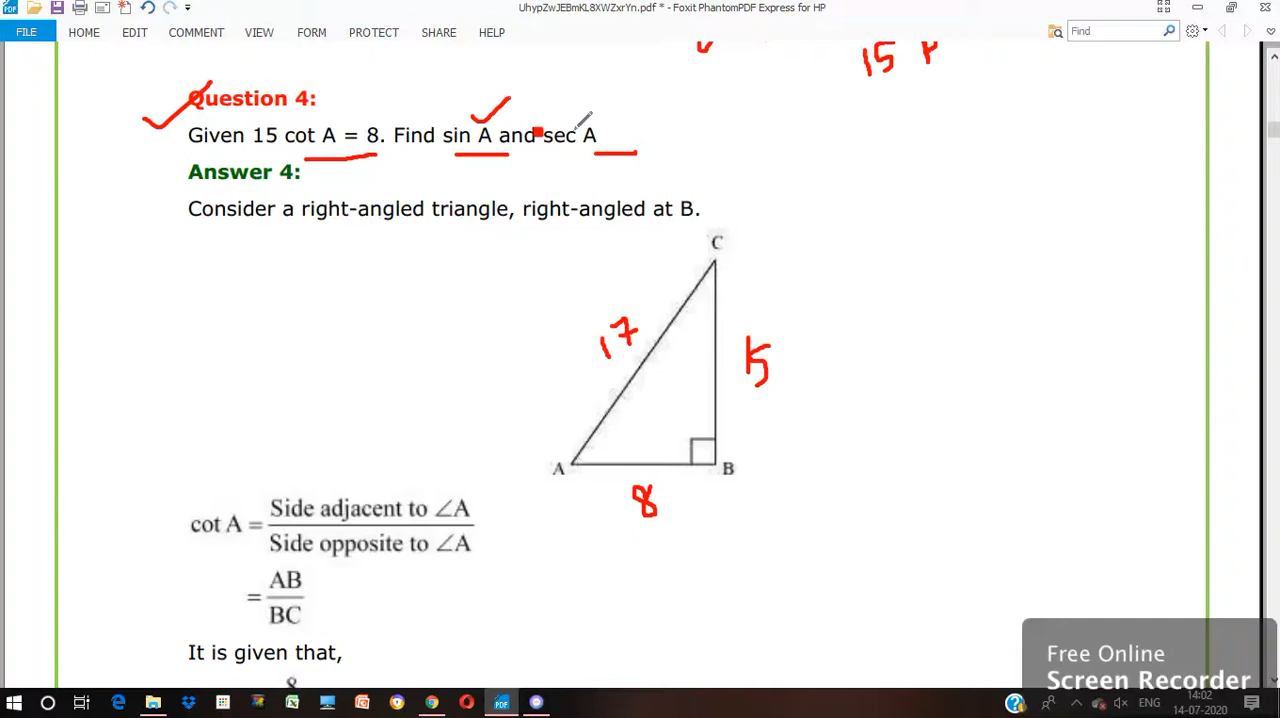 UhypZwJEBmKL8XWZxrYn.pdf * - Foxit PhantomPDF Express for HP
FILE HOME EDIT COMMENT VIEW FORM PROTECT SHARE HELP Find
15 P
Question 4:
Given 15 cot A = 8. Find sin A and sec A
Answer 4:
Consider a right-angled triangle, right-angled at B.
C
17
15
A B
8
cot A = Side adjacent to ∠A / Side opposite to ∠A
= AB / BC
It is given that,
8
Free Online
Screen Recorder
ENG 14:02
14-07-2020